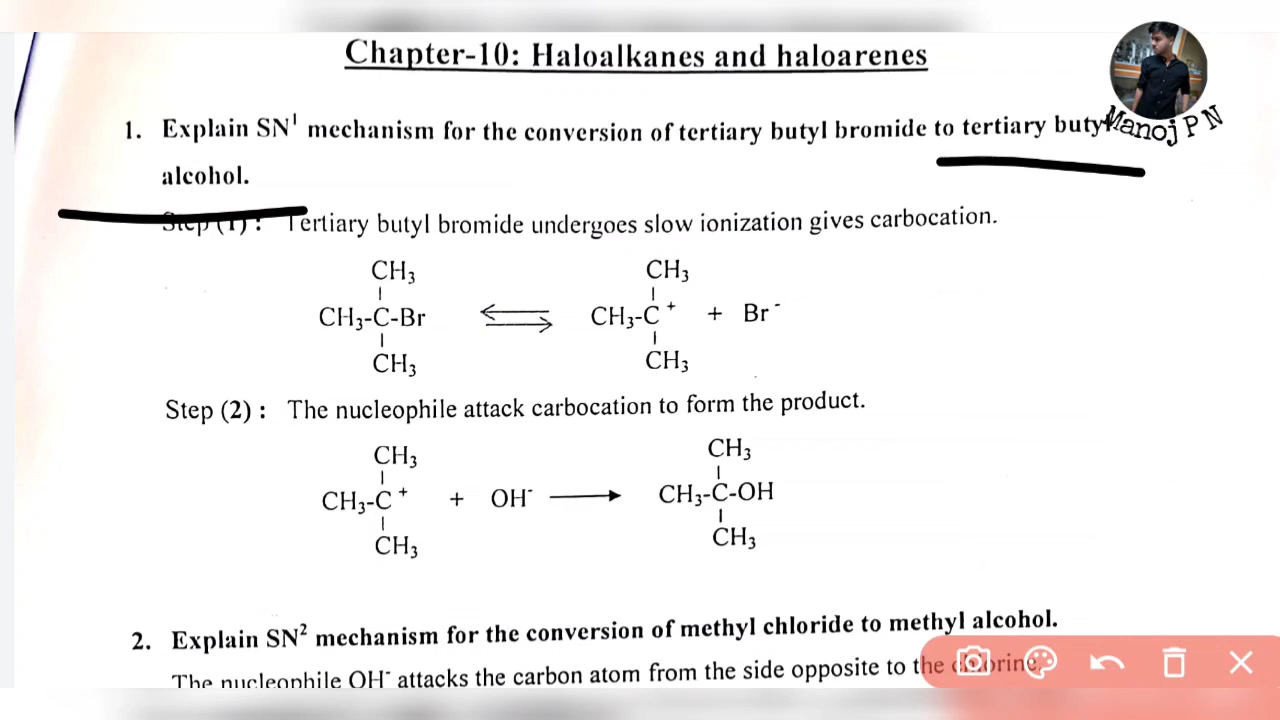 Chapter-10: Haloalkanes and haloarenes
Manoj P N
1. Explain SN¹ mechanism for the conversion of tertiary butyl bromide to tertiary buty
alcohol.
Step (1) : Tertiary butyl bromide undergoes slow ionization gives carbocation.
CH₃ CH₃
CH₃-C-Br ⇌ CH₃-C⁺ + Br⁻
CH₃ CH₃
Step (2) : The nucleophile attack carbocation to form the product.
CH₃ CH₃
CH₃-C⁺ + OH⁻ → CH₃-C-OH
CH₃ CH₃
2. Explain SN² mechanism for the conversion of methyl chloride to methyl alcohol.
The nucleophile OH⁻ attacks the carbon atom from the side opposite to the chlorine.